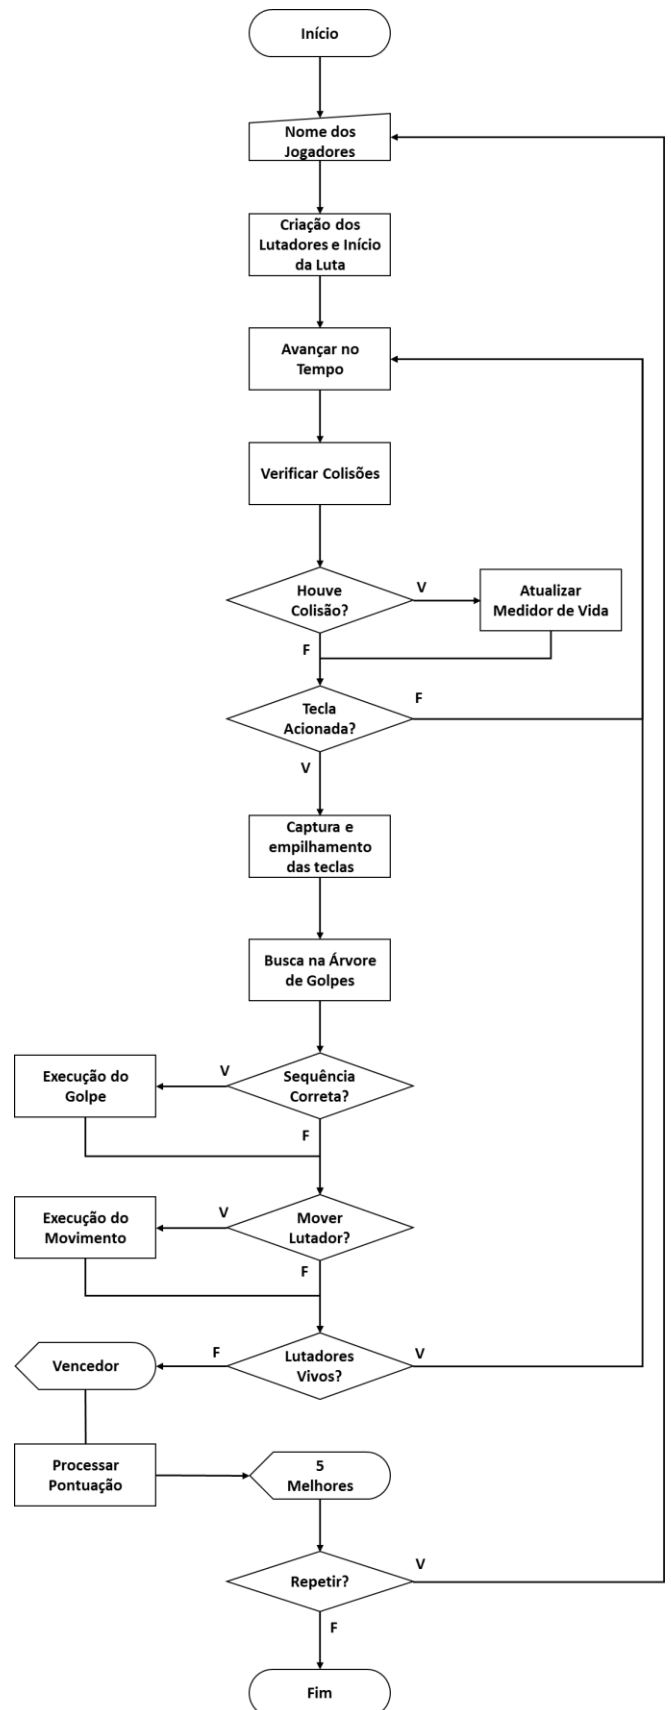 Início
Nome dos
Jogadores
Criação dos
Lutadores e Início
da Luta
Avançar no
Tempo
Verificar Colisões
Houve
Colisão?
V
Atualizar
Medidor de Vida
F
Tecla
Acionada?
F
V
Captura e
empilhamento
das teclas
Busca na Árvore
de Golpes
Sequência
Correta?
V
Execução do
Golpe
F
Mover
Lutador?
V
Execução do
Movimento
F
Lutadores
Vivos?
V
F
Vencedor
Processar
Pontuação
5
Melhores
Repetir?
V
F
Fim